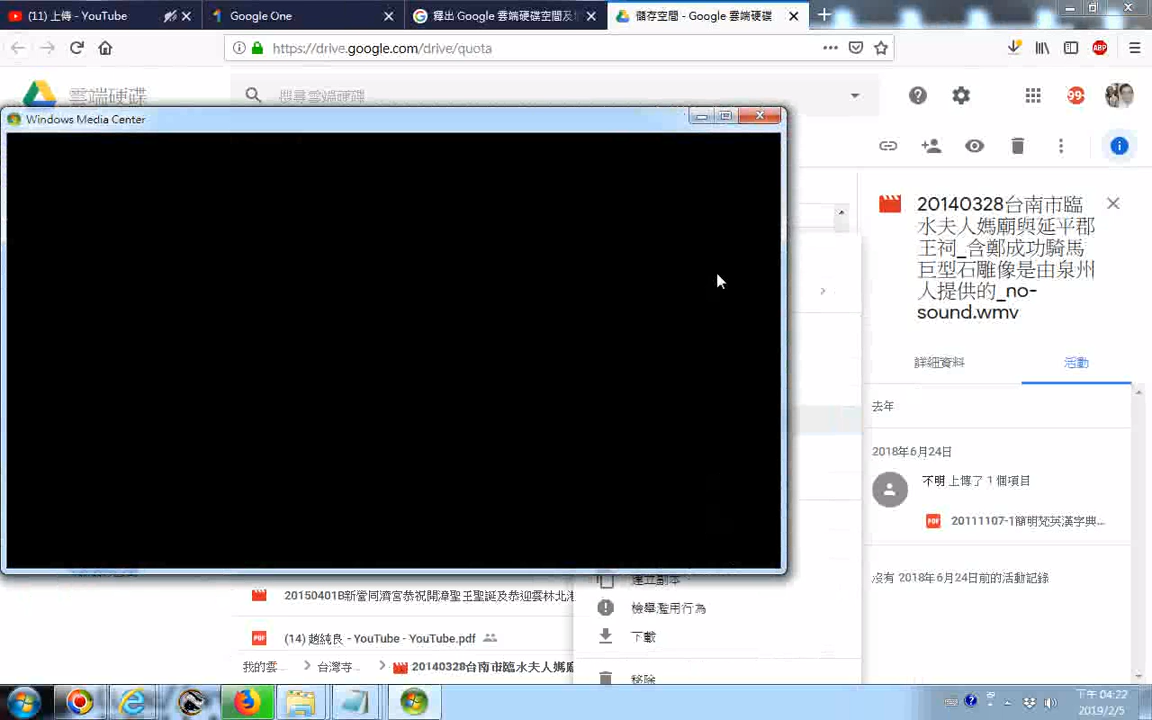 (11) 上傳 - YouTube
Google One
釋出 Google 雲端硬碟空間及
儲存空間 - Google 雲端硬碟
https://drive.google.com/drive/quota
雲端硬碟
搜尋雲端硬碟
99+
Windows Media Center
20140328台南市臨
水夫人媽廟與延平郡
王祠_含鄭成功騎馬
巨型石雕像是由泉州
人提供的_no-
sound.wmv
詳細資料
活動
去年
2018年6月24日
不明 上傳了 1 個項目
20111107-1簡明梵英漢字典...
沒有 2018年6月24日前的活動記錄
建立副本
20150401B新營同濟宮恭祝開漳聖王聖誕及恭迎雲林北港
檢舉濫用行為
(14) 趙純良 - YouTube - YouTube.pdf
下載
我的雲...
台灣寺...
20140328台南市臨水夫人媽廟
移除
下午 04:22
2019/2/5